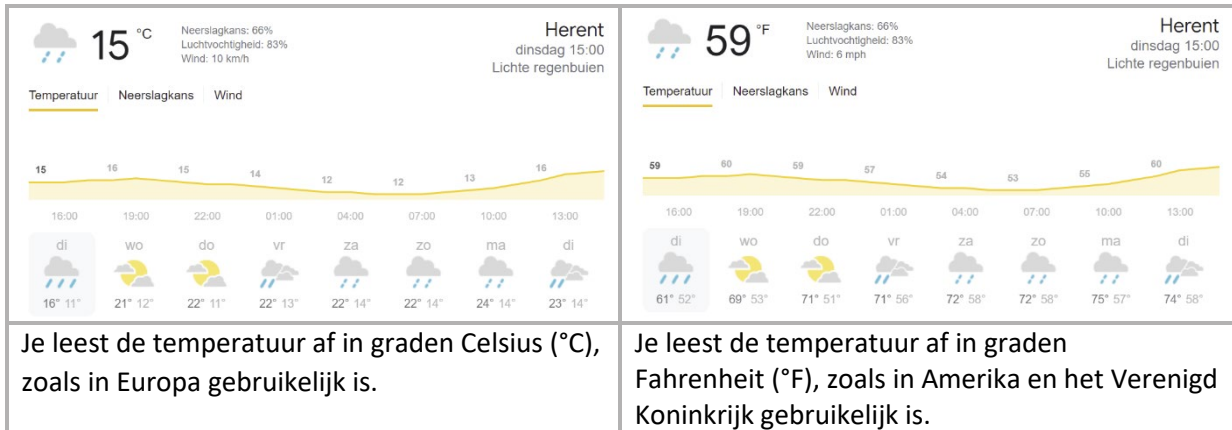 15 °C
Neerslagkans: 66%
Luchtvochtigheid: 83%
Wind: 10 km/h
Herent
dinsdag 15:00
Lichte regenbuien
Temperatuur Neerslagkans Wind
15 16 15 14 12 12 13 16
16:00 19:00 22:00 01:00 04:00 07:00 10:00 13:00
di wo do vr za zo ma di
16° 11° 21° 12° 22° 11° 22° 13° 22° 14° 22° 14° 24° 14° 23° 14°
Je leest de temperatuur af in graden Celsius (°C),
zoals in Europa gebruikelijk is.
59 °F
Neerslagkans: 66%
Luchtvochtigheid: 83%
Wind: 6 mph
Herent
dinsdag 15:00
Lichte regenbuien
Temperatuur Neerslagkans Wind
59 60 59 57 54 53 55 60
16:00 19:00 22:00 01:00 04:00 07:00 10:00 13:00
di wo do vr za zo ma di
61° 52° 69° 53° 71° 51° 71° 56° 72° 58° 72° 58° 75° 57° 74° 58°
Je leest de temperatuur af in graden
Fahrenheit (°F), zoals in Amerika en het Verenigd
Koninkrijk gebruikelijk is.